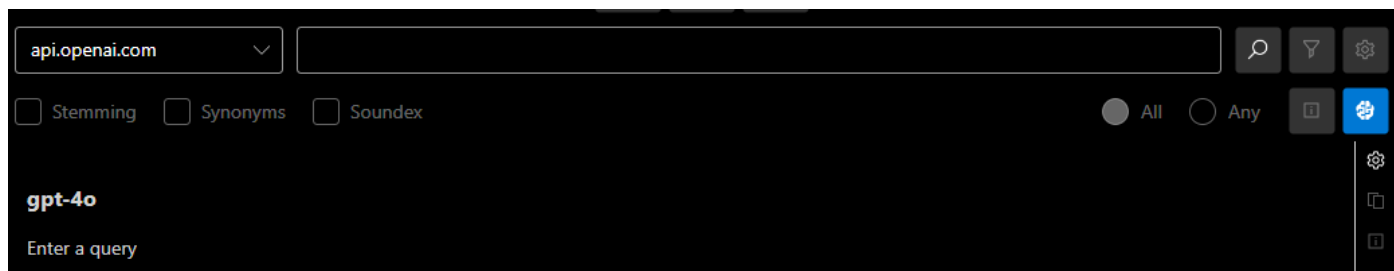 api.openai.com
Stemming Synonyms Soundex All Any
gpt-4o
Enter a query